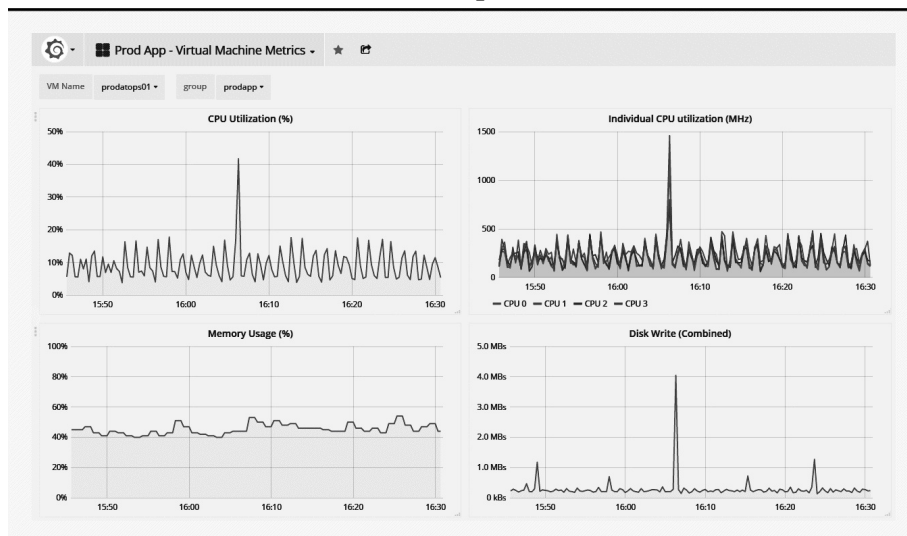 Prod App - Virtual Machine Metrics
VM Name prodatops01 group prodapp
CPU Utilization (%)
50%
40%
30%
20%
10%
0%
15:50 16:00 16:10 16:20 16:30
Individual CPU utilization (MHz)
1500
1000
500
0
15:50 16:00 16:10 16:20 16:30
CPU 0 CPU 1 CPU 2 CPU 3
Memory Usage (%)
100%
80%
60%
40%
20%
0%
15:50 16:00 16:10 16:20 16:30
Disk Write (Combined)
5.0 MBs
4.0 MBs
3.0 MBs
2.0 MBs
1.0 MBs
0 kBs
15:50 16:00 16:10 16:20 16:30